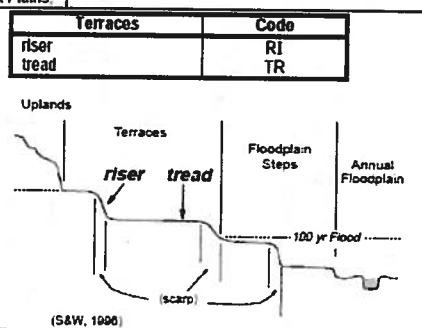 Plains,
Terraces Code
riser RI
tread TR
Uplands
Terraces
Floodplain
Steps
Annual
Floodplain
riser tread
100 yr Flood
(scarp)
(S&W, 1996)